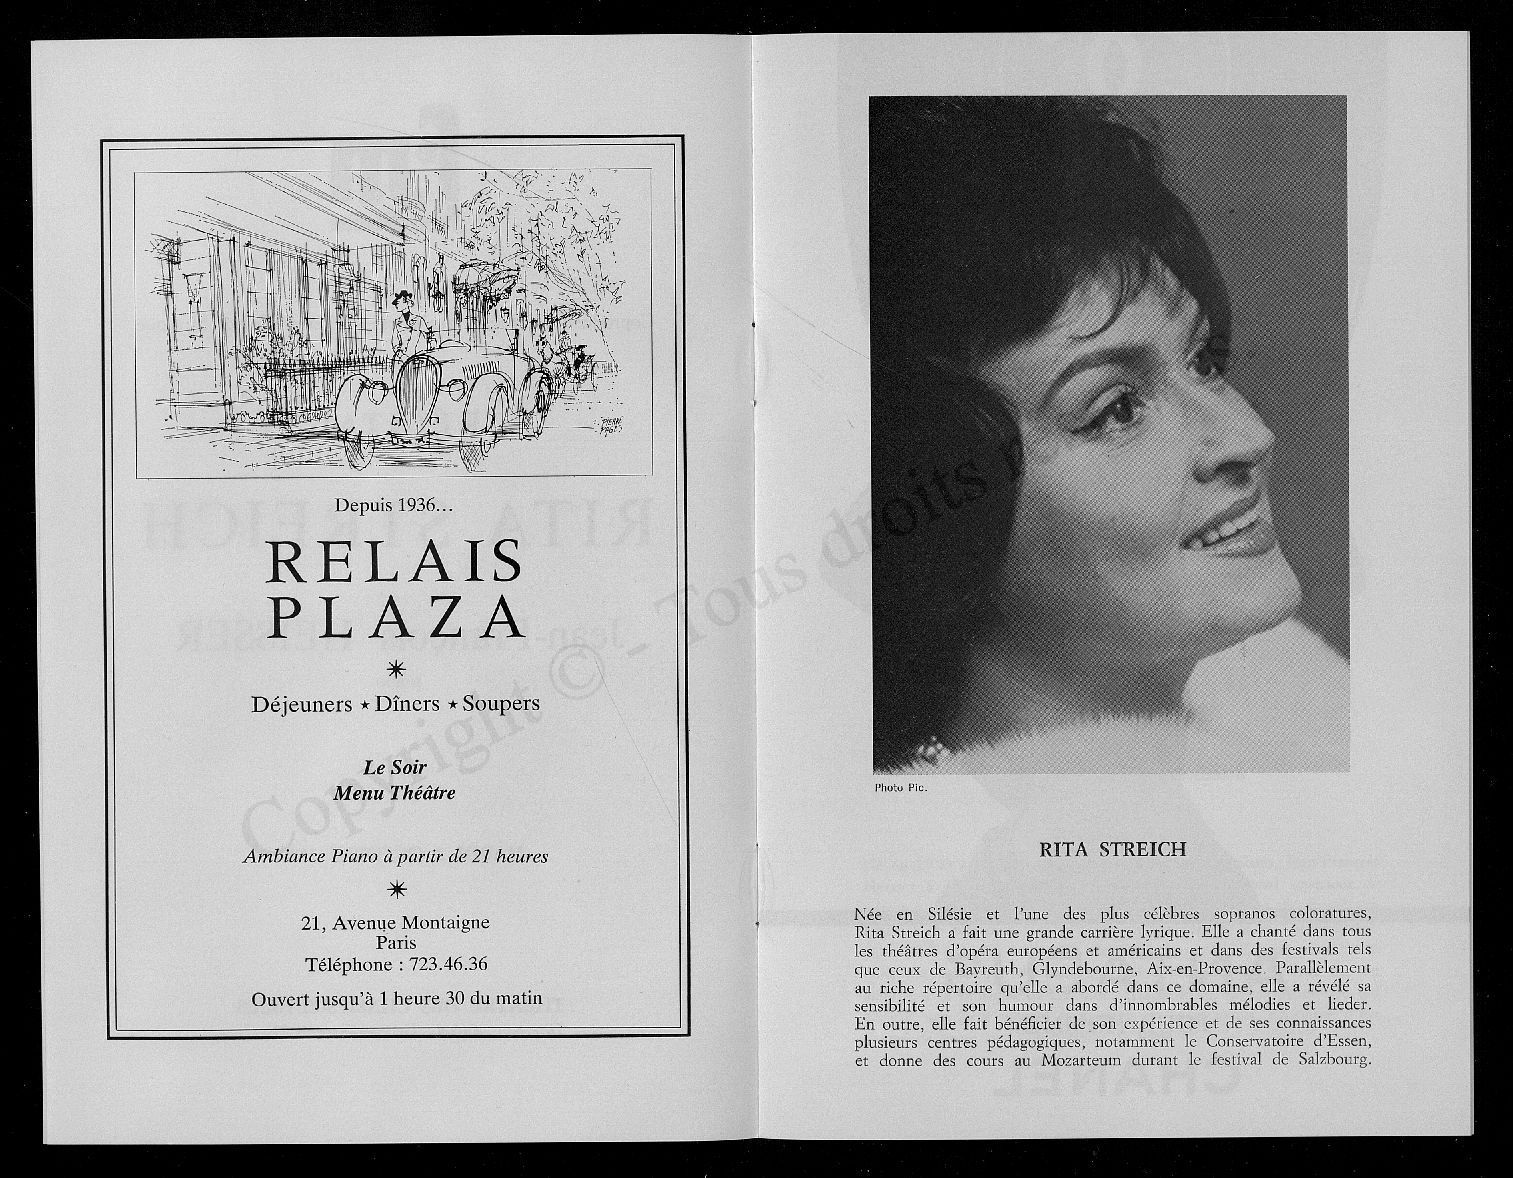 Depuis 1936...
RELAIS
PLAZA
Déjeuners ★ Dîners ★ Soupers
Le Soir
Menu Théâtre
Ambiance Piano à partir de 21 heures
21, Avenue Montaigne
Paris
Téléphone : 723.46.36
Ouvert jusqu'à 1 heure 30 du matin
Copyright © - Tous droits
Photo Pic.
RITA STREICH
Née en Silésie et l'une des plus célèbres sopranos coloratures,
Rita Streich a fait une grande carrière lyrique. Elle a chanté dans tous
les théâtres d'opéra européens et américains et dans des festivals tels
que ceux de Bayreuth, Glyndebourne, Aix-en-Provence. Parallèlement
au riche répertoire qu'elle a abordé dans ce domaine, elle a révélé sa
sensibilité et son humour dans d'innombrables mélodies et lieder.
En outre, elle fait bénéficier de son expérience et de ses connaissances
plusieurs centres pédagogiques, notamment le Conservatoire d'Essen,
et donne des cours au Mozarteum durant le festival de Salzbourg.